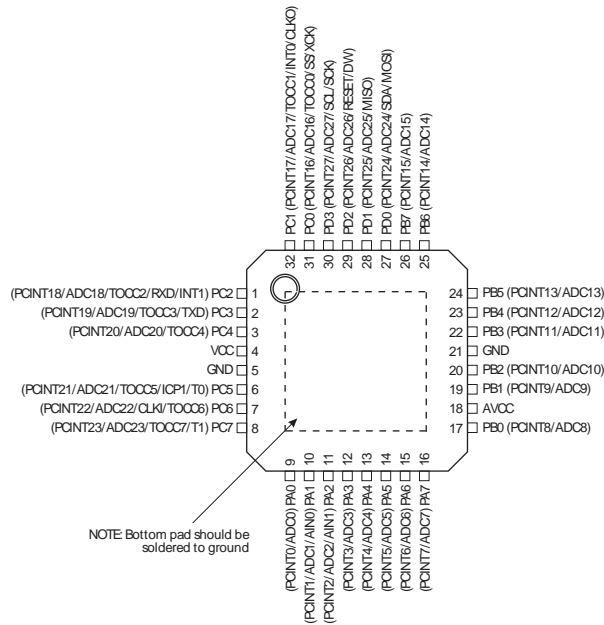 PC1 (PCINT17/ADC17/TOCC1/INT0/CLKO)
PC0 (PCINT16/ADC16/TOCC0/SS/XCK)
PD3 (PCINT27/ADC27/SCL/SCK)
PD2 (PCINT26/ADC26/RESET/DW)
PD1 (PCINT25/ADC25/MISO)
PD0 (PCINT24/ADC24/SDA/MOSI)
PB7 (PCINT15/ADC15)
PB6 (PCINT14/ADC14)
32 31 30 29 28 27 26 25
(PCINT18/ADC18/TOCC2/RXD/INT1) PC2 1
(PCINT19/ADC19/TOCC3/TXD) PC3 2
(PCINT20/ADC20/TOCC4) PC4 3
VCC 4
GND 5
(PCINT21/ADC21/TOCC5/ICP1/T0) PC5 6
(PCINT22/ADC22/CLKI/TOCC6) PC6 7
(PCINT23/ADC23/TOCC7/T1) PC7 8
24 PB5 (PCINT13/ADC13)
23 PB4 (PCINT12/ADC12)
22 PB3 (PCINT11/ADC11)
21 GND
20 PB2 (PCINT10/ADC10)
19 PB1 (PCINT9/ADC9)
18 AVCC
17 PB0 (PCINT8/ADC8)
9 10 11 12 13 14 15 16
(PCINT0/ADC0) PA0
(PCINT1/ADC1/AIN0) PA1
(PCINT2/ADC2/AIN1) PA2
(PCINT3/ADC3) PA3
(PCINT4/ADC4) PA4
(PCINT5/ADC5) PA5
(PCINT6/ADC6) PA6
(PCINT7/ADC7) PA7
NOTE: Bottom pad should be
soldered to ground